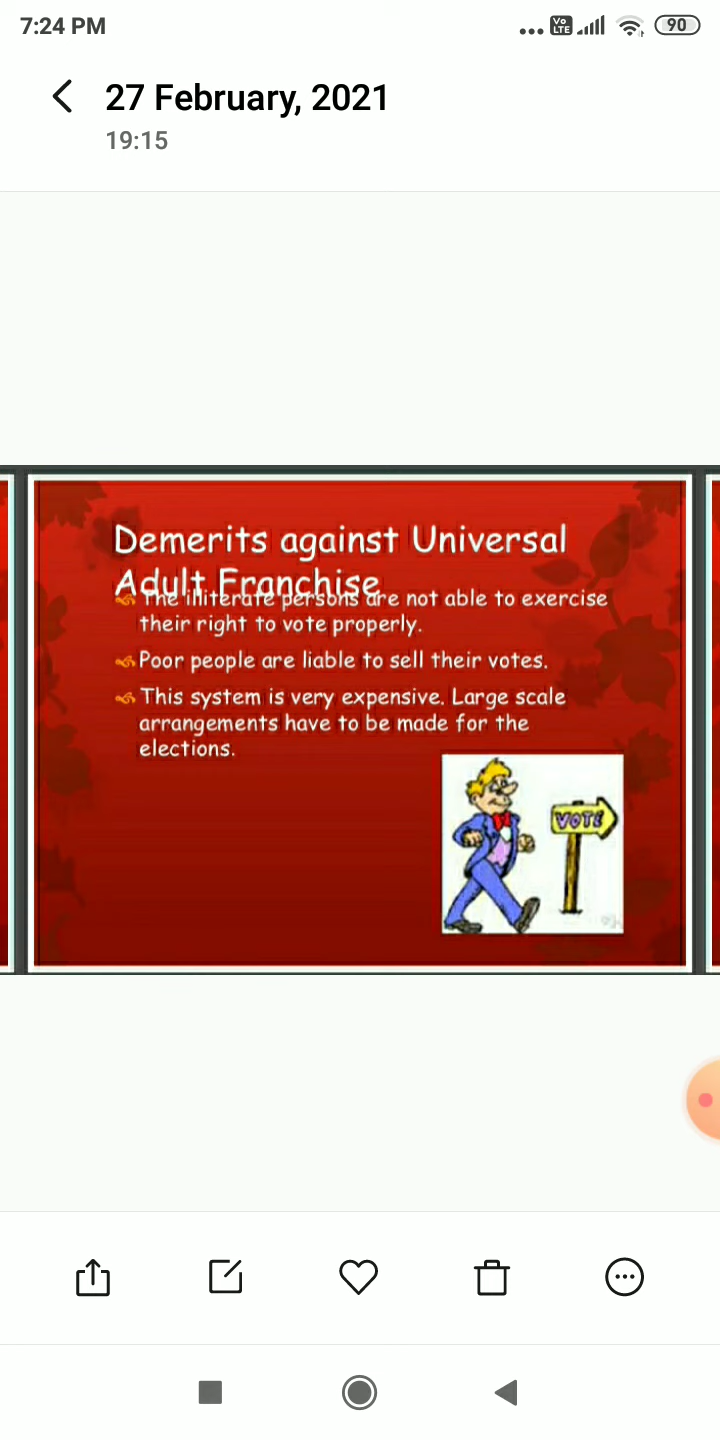 7:24 PM
Vo LTE
90
27 February, 2021
19:15
Demerits against Universal
Adult Franchise
The illiterate persons are not able to exercise
their right to vote properly.
Poor people are liable to sell their votes.
This system is very expensive. Large scale
arrangements have to be made for the
elections.
VOTE